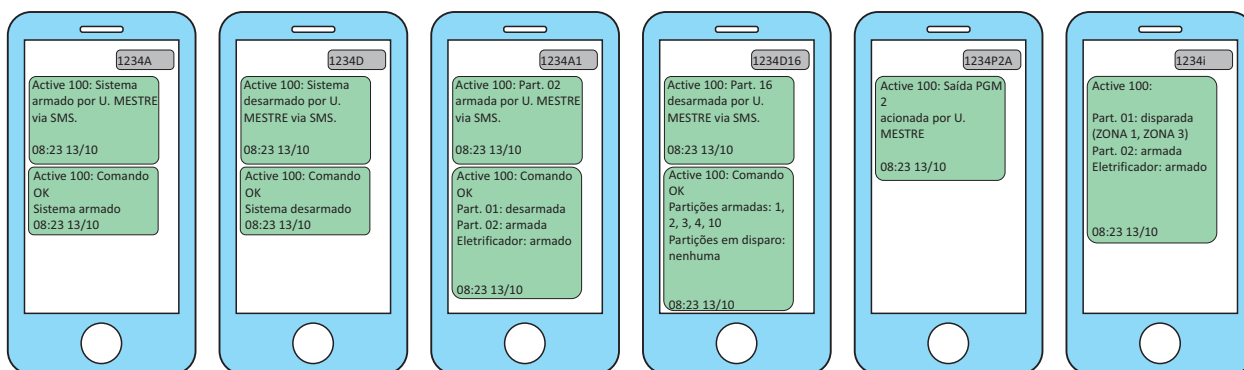 1234A
Active 100: Sistema
armado por U. MESTRE
via SMS.
08:23 13/10
Active 100: Comando
OK
Sistema armado
08:23 13/10
1234D
Active 100: Sistema
desarmado por U.
MESTRE via SMS.
08:23 13/10
Active 100: Comando
OK
Sistema desarmado
08:23 13/10
1234A1
Active 100: Part. 02
armada por U. MESTRE
via SMS.
08:23 13/10
Active 100: Comando
OK
Part. 01: desarmada
Part. 02: armada
Eletrificador: armado
08:23 13/10
1234D16
Active 100: Part. 16
desarmada por U.
MESTRE via SMS.
08:23 13/10
Active 100: Comando
OK
Partições armadas: 1,
2, 3, 4, 10
Partições em disparo:
nenhuma
08:23 13/10
1234P2A
Active 100: Saída PGM
2
acionada por U.
MESTRE
08:23 13/10
1234i
Active 100:
Part. 01: disparada
(ZONA 1, ZONA 3)
Part. 02: armada
Eletrificador: armado
08:23 13/10